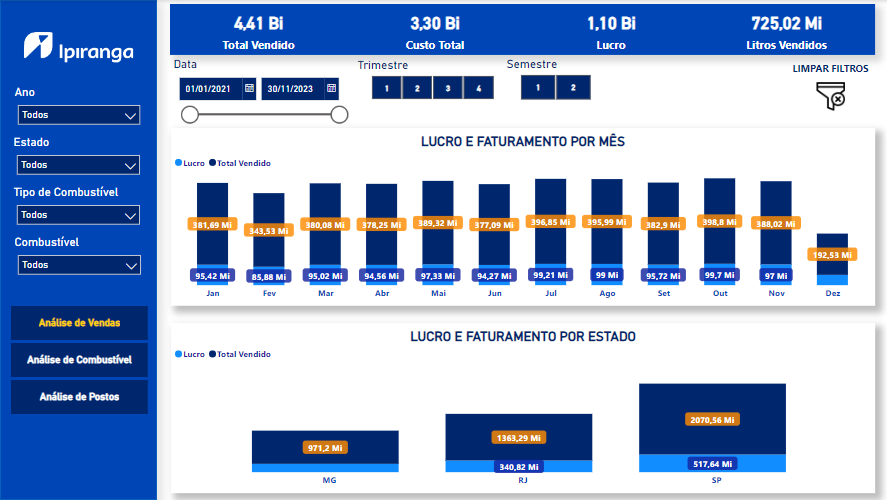 Ipiranga
4,41 Bi
Total Vendido
3,30 Bi
Custo Total
1,10 Bi
Lucro
725,02 Mi
Litros Vendidos
Data
01/01/2021
30/11/2023
Trimestre
1 2 3 4
Semestre
1 2
LIMPAR FILTROS
Ano
Todos
Estado
Todos
Tipo de Combustível
Todos
Combustível
Todos
Análise de Vendas
Análise de Combustível
Análise de Postos
LUCRO E FATURAMENTO POR MÊS
Lucro Total Vendido
381,69 Mi 343,53 Mi 380,08 Mi 378,25 Mi 389,32 Mi 377,09 Mi 396,85 Mi 395,99 Mi 382,9 Mi 398,8 Mi 388,02 Mi 192,53 Mi
95,42 Mi 85,88 Mi 95,02 Mi 94,56 Mi 97,33 Mi 94,27 Mi 99,21 Mi 99 Mi 95,72 Mi 99,7 Mi 97 Mi
Jan Fev Mar Abr Mai Jun Jul Ago Set Out Nov Dez
LUCRO E FATURAMENTO POR ESTADO
Lucro Total Vendido
971,2 Mi 1363,29 Mi 2070,56 Mi
340,82 Mi 517,64 Mi
MG RJ SP